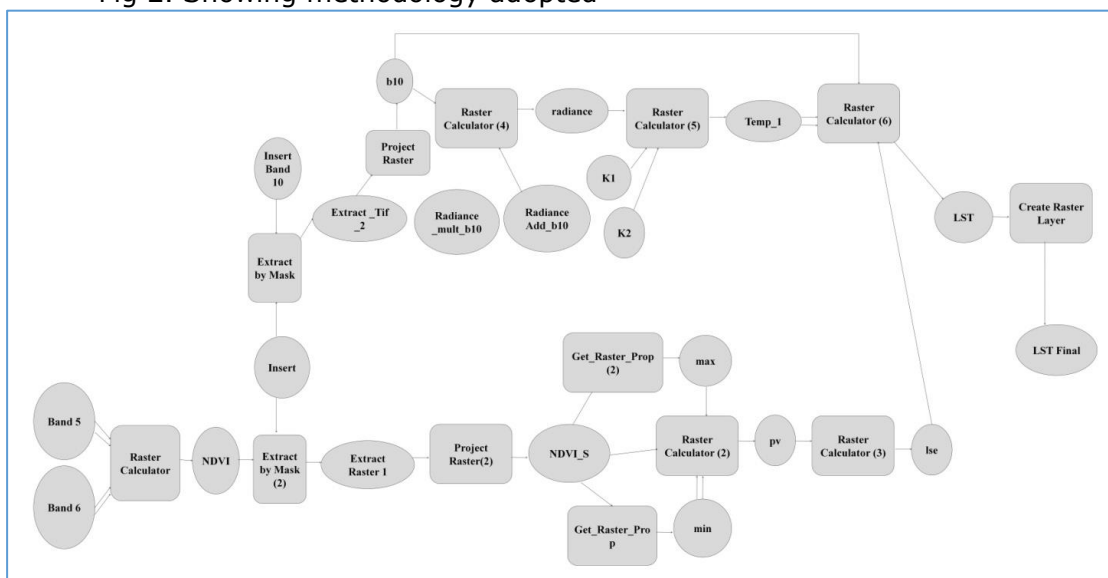 Fig 2: Showing methodology adopted
b10
Raster
Calculator (4)
radiance
Raster
Calculator (5)
Temp_1
Raster
Calculator (6)
Project
Raster
Insert
Band
10
Extract _Tif
_2
Radiance
_mult_b10
Radiance
Add_b10
K1
K2
LST
Create Raster
Layer
Extract
by Mask
Insert
LST Final
Get_Raster_Prop
(2)
max
Band 5
Raster
Calculator
NDVI
Extract
by Mask
(2)
Extract
Raster 1
Project
Raster(2)
NDVI_S
Raster
Calculator (2)
pv
Raster
Calculator (3)
lse
Band 6
Get_Raster_Pro
p
min